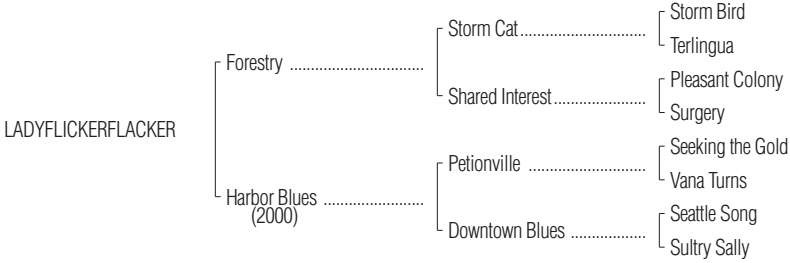 Storm Bird
Storm Cat..............................
Terlingua
Forestry ................................
Pleasant Colony
Shared Interest......................
Surgery
LADYFLICKERFLACKER
Seeking the Gold
Petionville ............................
Vana Turns
Harbor Blues ........................
(2000)
Seattle Song
Downtown Blues ..................
Sultry Sally